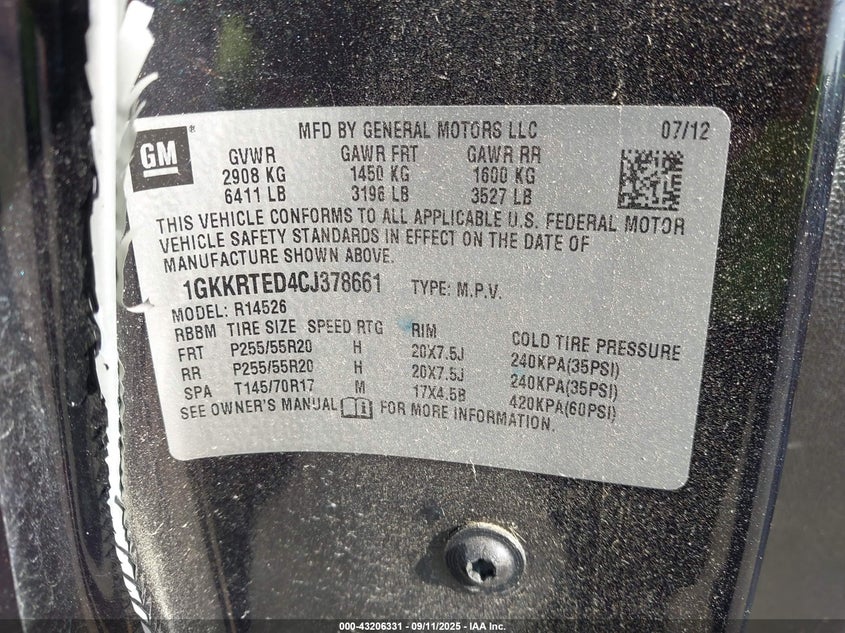 GM
MFD BY GENERAL MOTORS LLC 07/12
GVWR GAWR FRT GAWR RR
2908 KG 1450 KG 1600 KG
6411 LB 3196 LB 3527 LB
THIS VEHICLE CONFORMS TO ALL APPLICABLE U.S. FEDERAL MOTOR
VEHICLE SAFETY STANDARDS IN EFFECT ON THE DATE OF
MANUFACTURE SHOWN ABOVE.
1GKKRTED4CJ378661 TYPE: M.P.V.
MODEL: R14526
RBBM TIRE SIZE SPEED RTG RIM COLD TIRE PRESSURE
FRT P255/55R20 H 20X7.5J 240KPA(35PSI)
RR P255/55R20 H 20X7.5J 240KPA(35PSI)
SPA T145/70R17 M 17X4.5B 420KPA(60PSI)
SEE OWNER'S MANUAL FOR MORE INFORMATION.
000-43206331 - 09/11/2025 - IAA Inc.